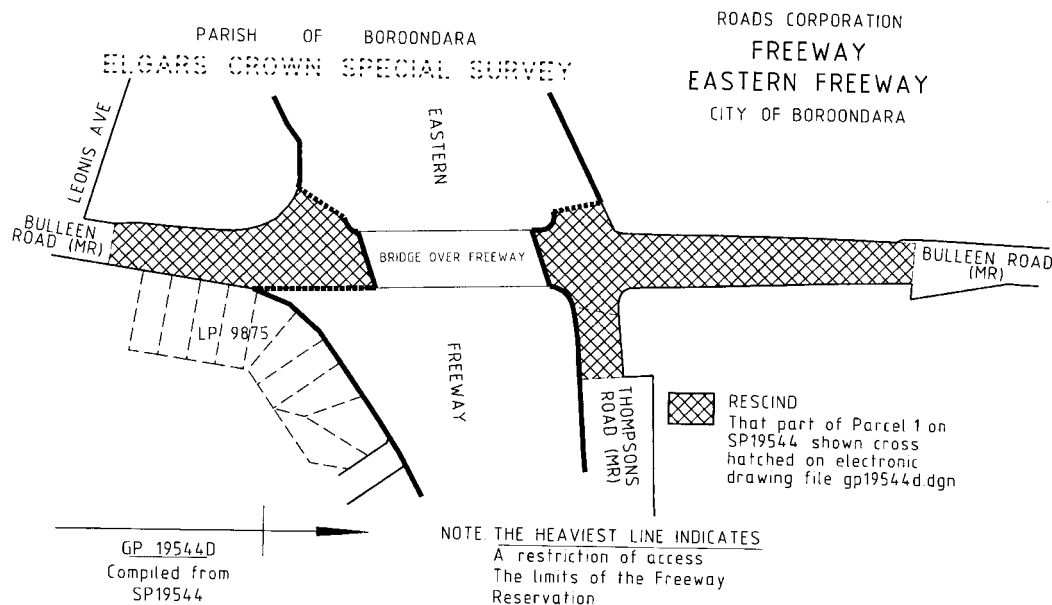 PARISH OF BOROONDARA
ELGARS CROWN SPECIAL SURVEY
ROADS CORPORATION
FREEWAY
EASTERN FREEWAY
CITY OF BOROONDARA
LEONIS AVE
EASTERN
BULLEEN
ROAD (MR)
BRIDGE OVER FREEWAY
BULLEEN ROAD
(MR)
LP 9875
FREEWAY
THOMPSONS
ROAD (MR)
RESCIND
That part of Parcel 1 on
SP19544 shown cross
hatched on electronic
drawing file gp19544d.dgn
GP 19544D
Compiled from
SP19544
NOTE. THE HEAVIEST LINE INDICATES
A restriction of access
The limits of the Freeway
Reservation